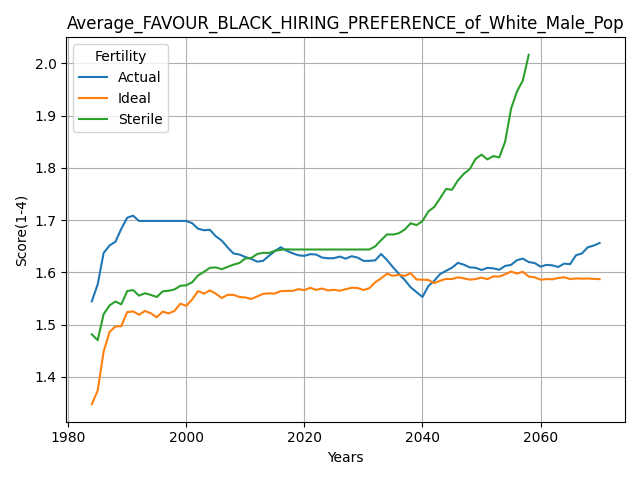 Average_FAVOUR_BLACK_HIRING_PREFERENCE_of_White_Male_Pop
Fertility
Actual
Ideal
Sterile
Score(1-4)
2.0
1.9
1.8
1.7
1.6
1.5
1.4
1980
2000
2020
2040
2060
Years